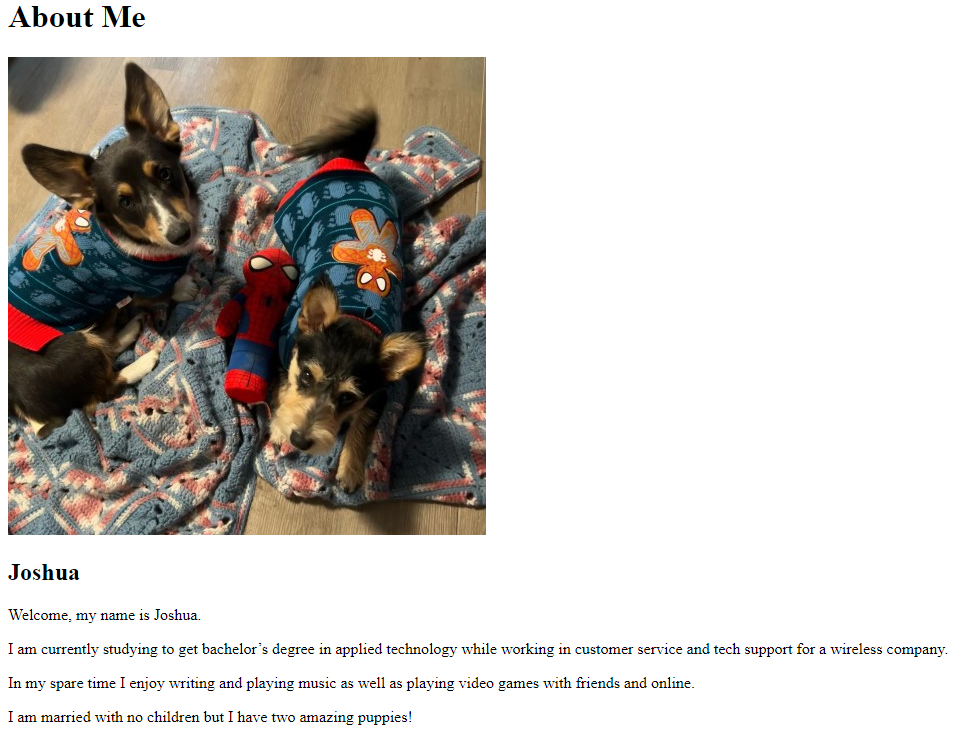 About Me
Joshua
Welcome, my name is Joshua.
I am currently studying to get bachelor’s degree in applied technology while working in customer service and tech support for a wireless company.
In my spare time I enjoy writing and playing music as well as playing video games with friends and online.
I am married with no children but I have two amazing puppies!